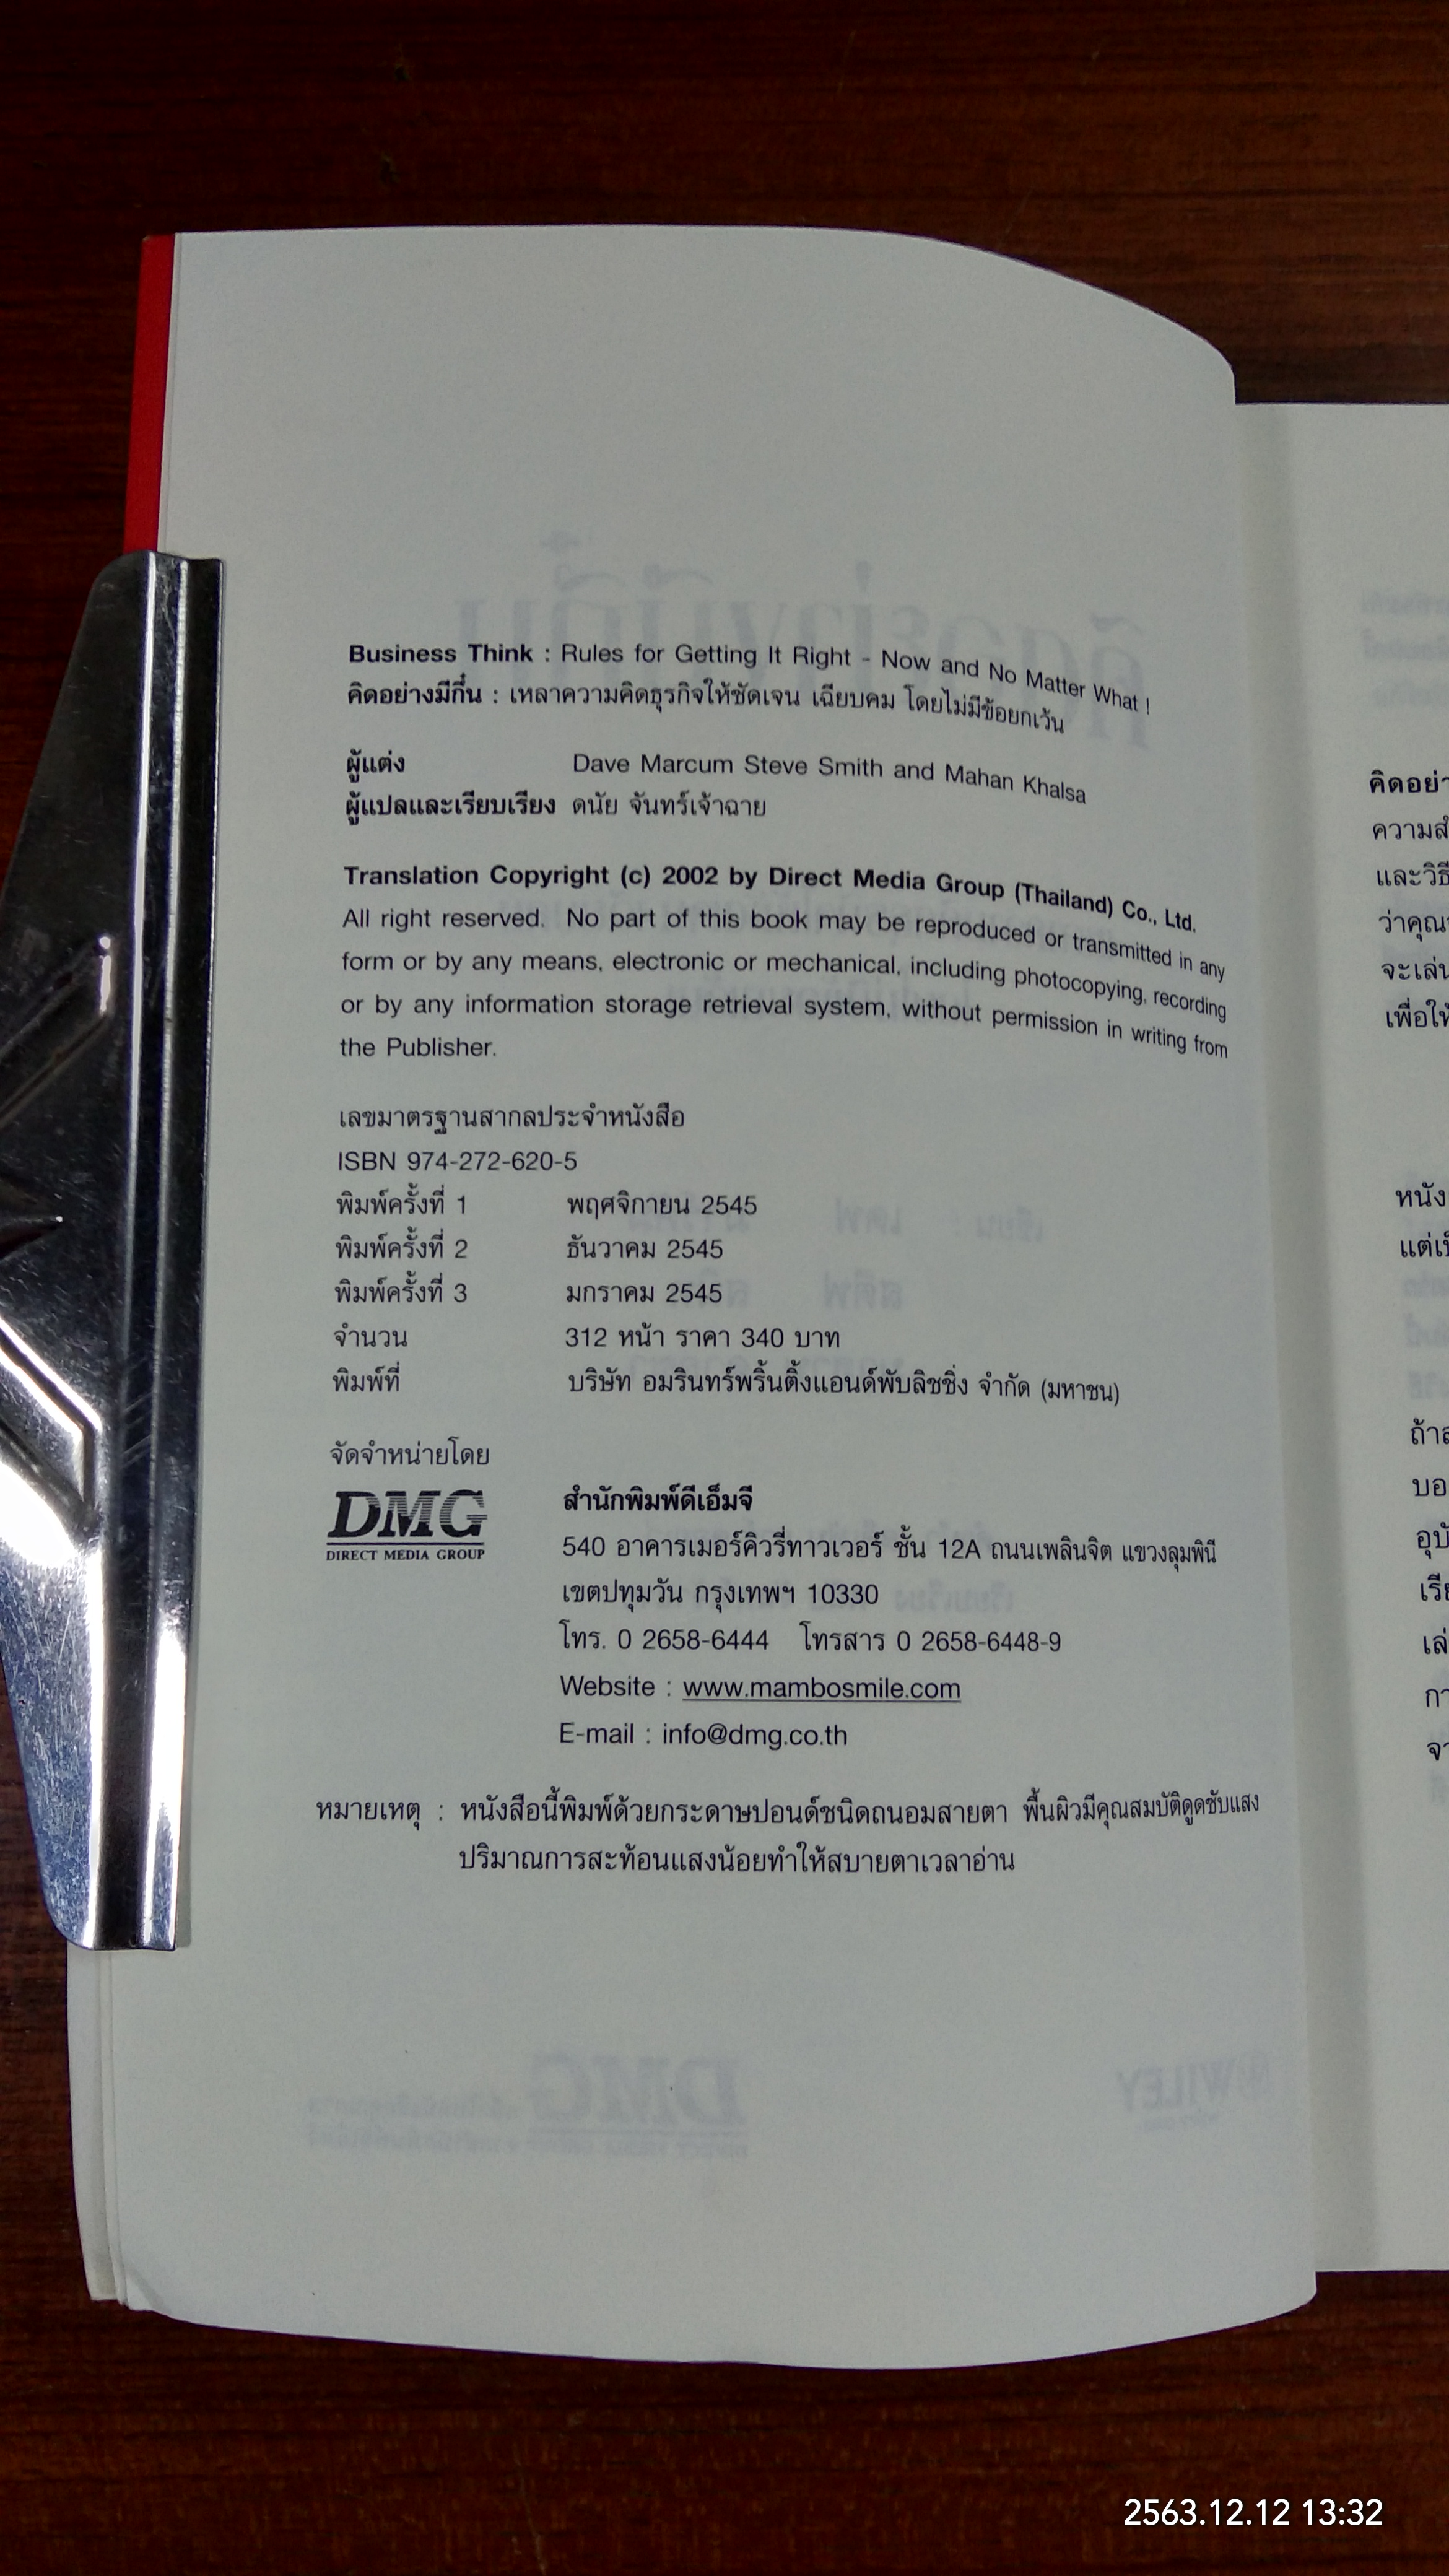 Business Think : Rules for Getting It Right - Now and No Matter What !
คิดอย่างมีกึ๋น : เหลาความคิดธุรกิจให้ชัดเจน เฉียบคม โดยไม่มีข้อยกเว้น
ผู้แต่ง Dave Marcum Steve Smith and Mahan Khalsa
ผู้แปลและเรียบเรียง ดนัย จันทร์เจ้าฉาย
Translation Copyright (c) 2002 by Direct Media Group (Thailand) Co., Ltd.
All right reserved. No part of this book may be reproduced or transmitted in any
form or by any means, electronic or mechanical, including photocopying, recording
or by any information storage retrieval system, without permission in writing from
the Publisher.
เลขมาตรฐานสากลประจำหนังสือ
ISBN 974-272-620-5
พิมพ์ครั้งที่ 1 พฤศจิกายน 2545
พิมพ์ครั้งที่ 2 ธันวาคม 2545
พิมพ์ครั้งที่ 3 มกราคม 2545
จำนวน 312 หน้า ราคา 340 บาท
พิมพ์ที่ บริษัท อมรินทร์พริ้นติ้งแอนด์พับลิชชิ่ง จำกัด (มหาชน)
จัดจำหน่ายโดย
DMG
DIRECT MEDIA GROUP
สำนักพิมพ์ดีเอ็มจี
540 อาคารเมอร์คิวรี่ทาวเวอร์ ชั้น 12A ถนนเพลินจิต แขวงลุมพินี
เขตปทุมวัน กรุงเทพฯ 10330
โทร. 0 2658-6444 โทรสาร 0 2658-6448-9
Website : www.mambosmile.com
E-mail : info@dmg.co.th
หมายเหตุ : หนังสือนี้พิมพ์ด้วยกระดาษปอนด์ชนิดถนอมสายตา พื้นผิวมีคุณสมบัติดูดซับแสง
ปริมาณการสะท้อนแสงน้อยทำให้สบายตาเวลาอ่าน
และวิธี
ว่าคุณ
จะเล่น
เพื่อให้
หนัง
2563.12.12 13:32